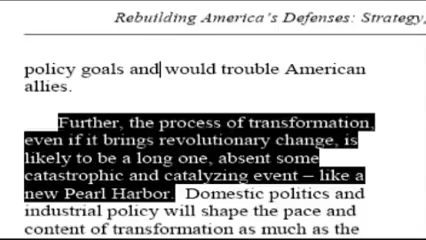 Rebuilding America's Defenses: Strategy,
policy goals and would trouble American
allies.
Further, the process of transformation,
even if it brings revolutionary change, is
likely to be a long one, absent some
catastrophic and catalyzing event – like a
new Pearl Harbor. Domestic politics and
industrial policy will shape the pace and
content of transformation as much as the